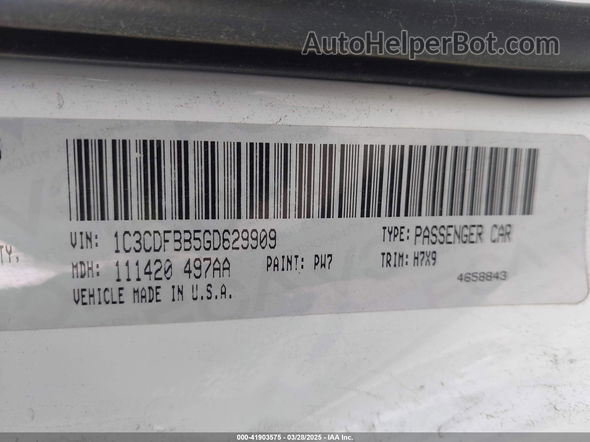 AutoHelperBot.com
VIN: 1C3CDFBB5GD629909 TYPE: PASSENGER CAR
MDH: 111420 497AA PAINT: PW7 TRIM: H7X9
VEHICLE MADE IN U.S.A. 4658843
000-41903575 | 03/28/2025 - IAA Inc.